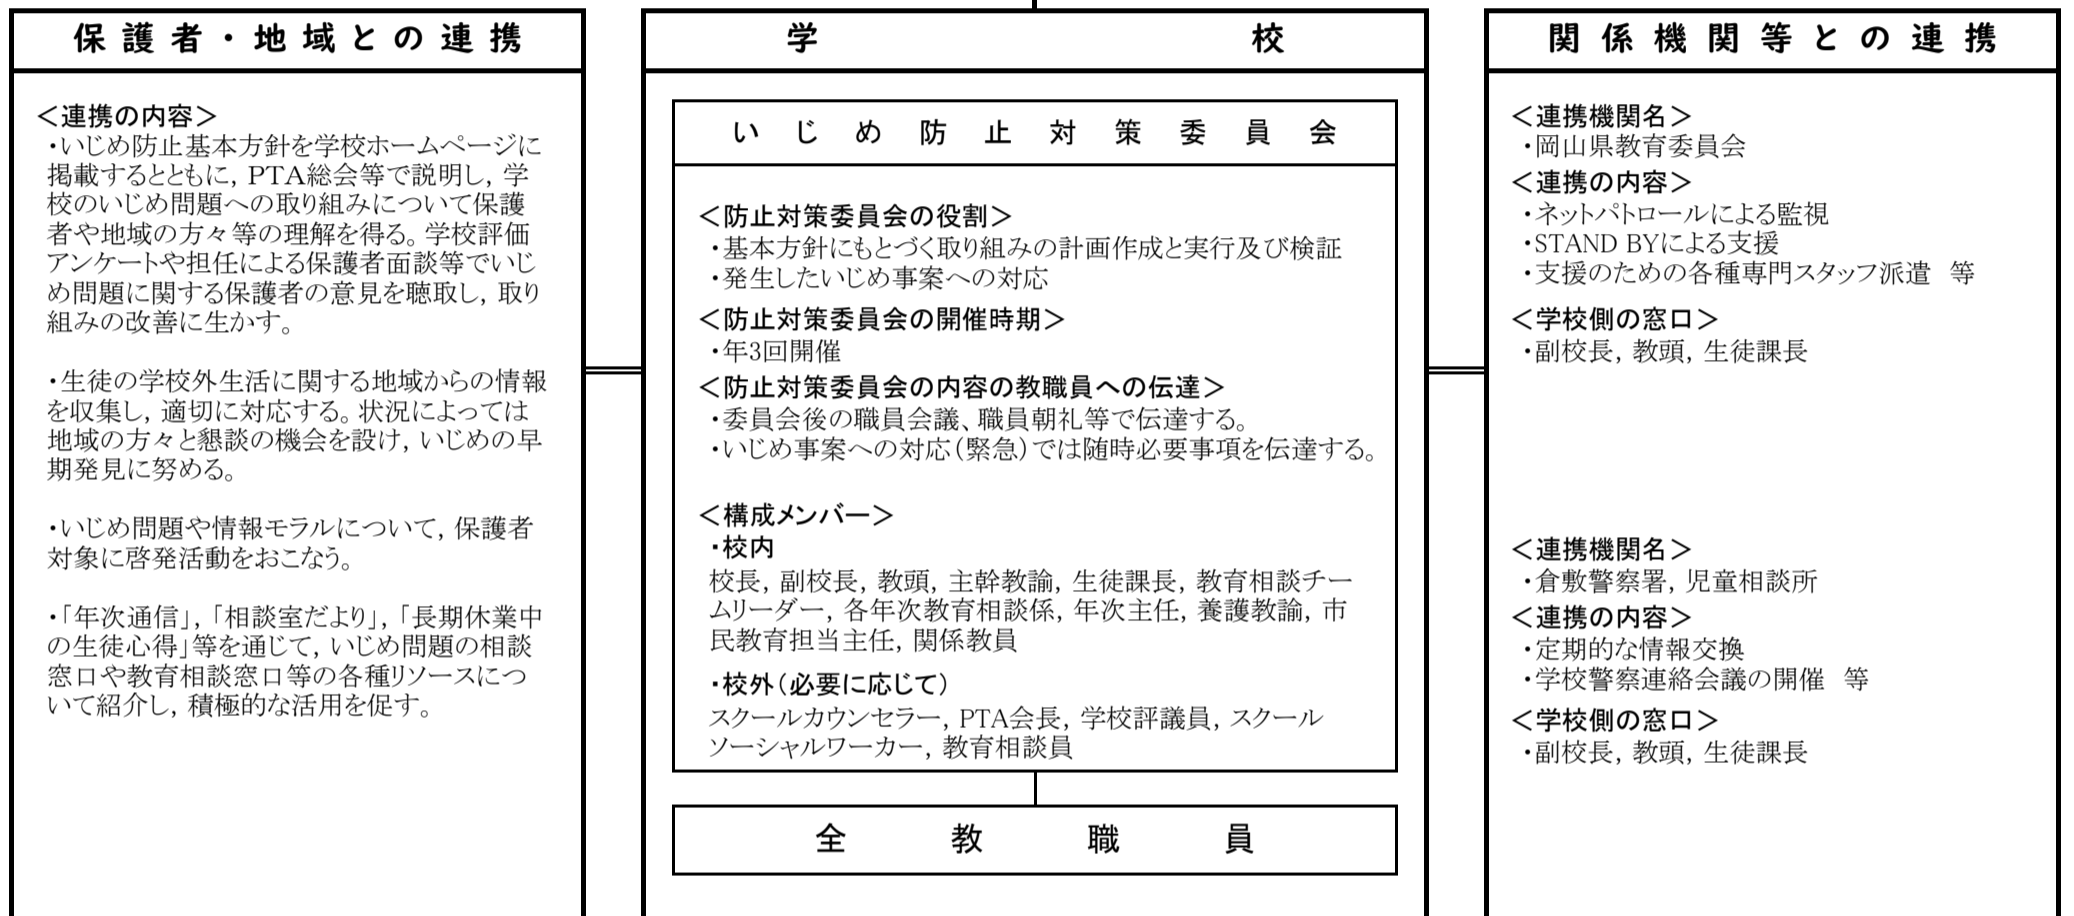 保護者・地域との連携
＜連携の内容＞
・いじめ防止基本方針を学校ホームページに
掲載するとともに, PTA総会等で説明し, 学
校のいじめ問題への取り組みについて保護
者や地域の方々等の理解を得る。学校評価
アンケートや担任による保護者面談等でいじ
め問題に関する保護者の意見を聴取し, 取り
組みの改善に生かす。
・生徒の学校外生活に関する地域からの情報
を収集し, 適切に対応する。状況によっては
地域の方々と懇談の機会を設け, いじめの早
期発見に努める。
・いじめ問題や情報モラルについて, 保護者
対象に啓発活動をおこなう。
・「年次通信」, 「相談室だより」, 「長期休業中
の生徒心得」等を通じて, いじめ問題の相談
窓口や教育相談窓口等の各種リソースにつ
いて紹介し, 積極的な活用を促す。
学校
いじめ防止対策委員会
＜防止対策委員会の役割＞
・基本方針にもとづく取り組みの計画作成と実行及び検証
・発生したいじめ事案への対応
＜防止対策委員会の開催時期＞
・年3回開催
＜防止対策委員会の内容の教職員への伝達＞
・委員会後の職員会議、職員朝礼等で伝達する。
・いじめ事案への対応（緊急）では随時必要事項を伝達する。
＜構成メンバー＞
・校内
校長, 副校長, 教頭, 主幹教諭, 生徒課長, 教育相談チー
ムリーダー, 各年次教育相談係, 年次主任, 養護教諭, 市
民教育担当主任, 関係教員
・校外（必要に応じて）
スクールカウンセラー, PTA会長, 学校評議員, スクール
ソーシャルワーカー, 教育相談員
全教職員
関係機関等との連携
＜連携機関名＞
・岡山県教育委員会
＜連携の内容＞
・ネットパトロールによる監視
・STAND BYによる支援
・支援のための各種専門スタッフ派遣　等
＜学校側の窓口＞
・副校長, 教頭, 生徒課長
＜連携機関名＞
・倉敷警察署, 児童相談所
＜連携の内容＞
・定期的な情報交換
・学校警察連絡会議の開催　等
＜学校側の窓口＞
・副校長, 教頭, 生徒課長